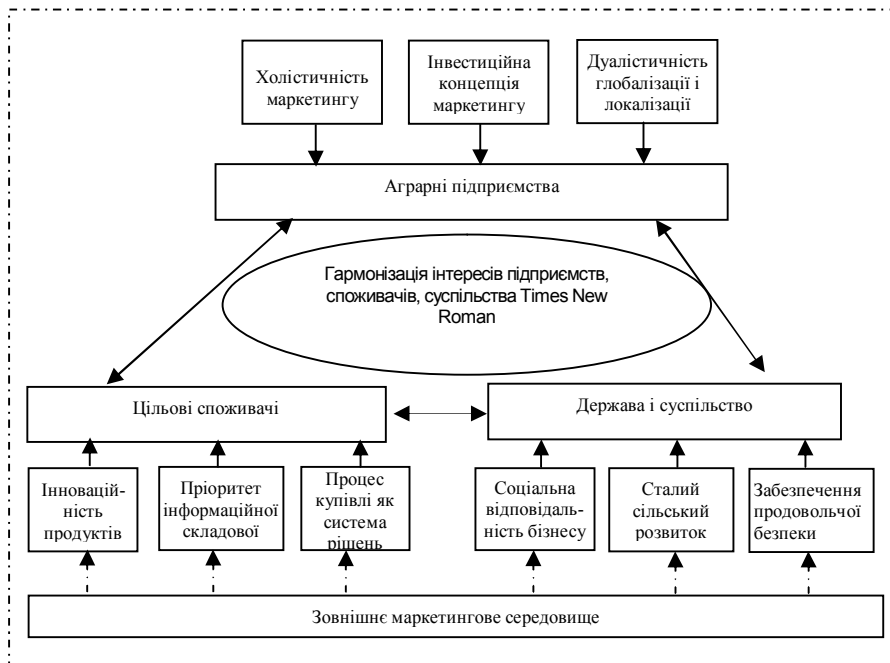 Холістичність
маркетингу
Інвестиційна
концепція
маркетингу
Дуалістичність
глобалізації і
локалізації
Аграрні підприємства
Гармонізація інтересів підприємств,
споживачів, суспільства Times New
Roman
Цільові споживачі
Держава і суспільство
Інновацій-
ність
продуктів
Пріоритет
інформаційної
складової
Процес
купівлі як
система
рішень
Соціальна
відповідаль-
ність бізнесу
Сталий
сільський
розвиток
Забезпечення
продовольчої
безпеки
Зовнішнє маркетингове середовище